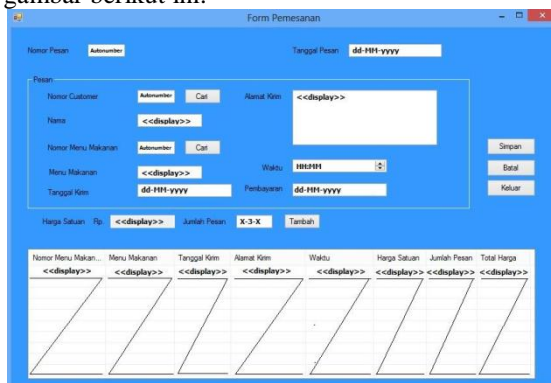 gambar berikut ini:
Form Pemesanan
Nomor Pesan Autonumber Tanggal Pesan dd-MM-yyyy
Pesan
Nomor Customer Autonumber Cari Alamat Kirim <<display>>
Nama <<display>>
Nomor Menu Makanan Autonumber Cari Simpan
Menu Makanan <<display>> Waktu HH:MM Batal
Tanggal Kirim dd-MM-yyyy Pembayaran dd-MM-yyyy Keluar
Harga Satuan Rp. <<display>> Jumlah Pesan X-3-X Tambah
Nomor Menu Makan... Menu Makanan Tanggal Kirim Alamat Kirim Waktu Harga Satuan Jumlah Pesan Total Harga
<<display>> <<display>> <<display>> <<display>> <<display>> <<display>> <<display>> <<display>>